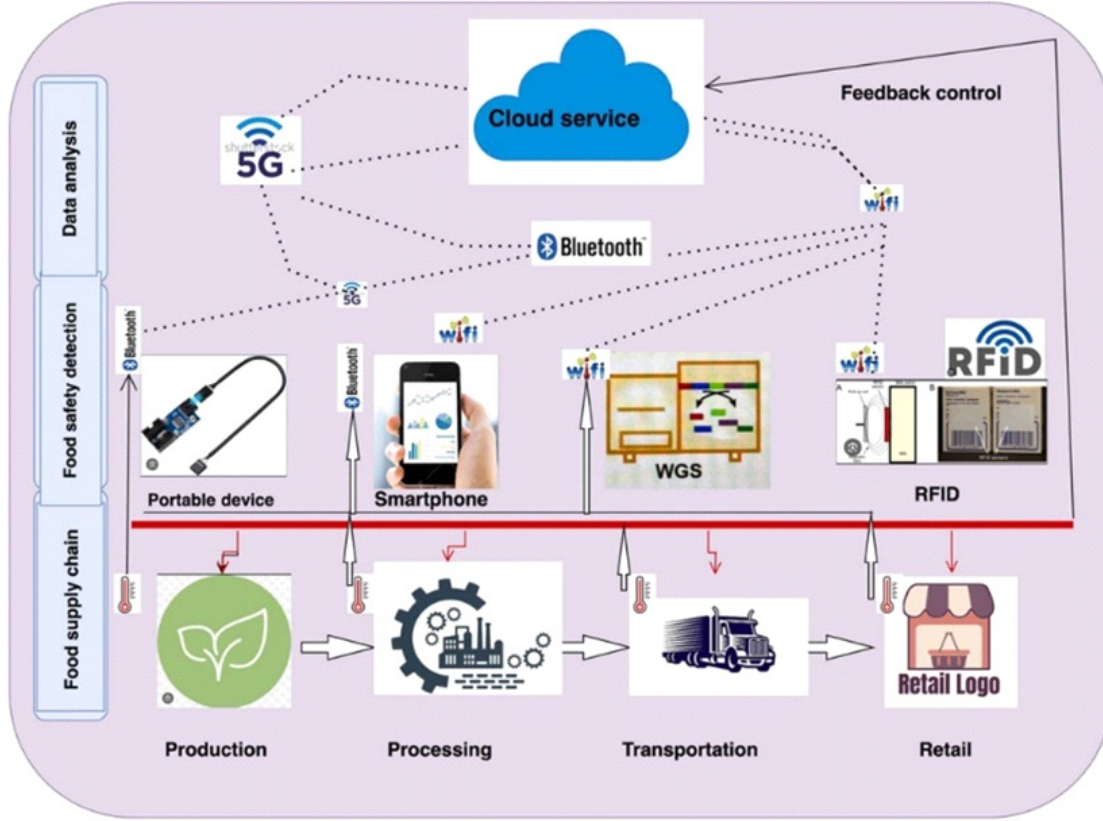 Cloud service
Feedback control
shutterstock
5G
wifi
Bluetooth
5G
wifi
Bluetooth
Bluetooth
wifi
wifi
RFiD
A
B
Portable device
Smartphone
WGS
RFID
Production
Processing
Transportation
Retail
Retail Logo
Data analysis
Food safety detection
Food supply chain